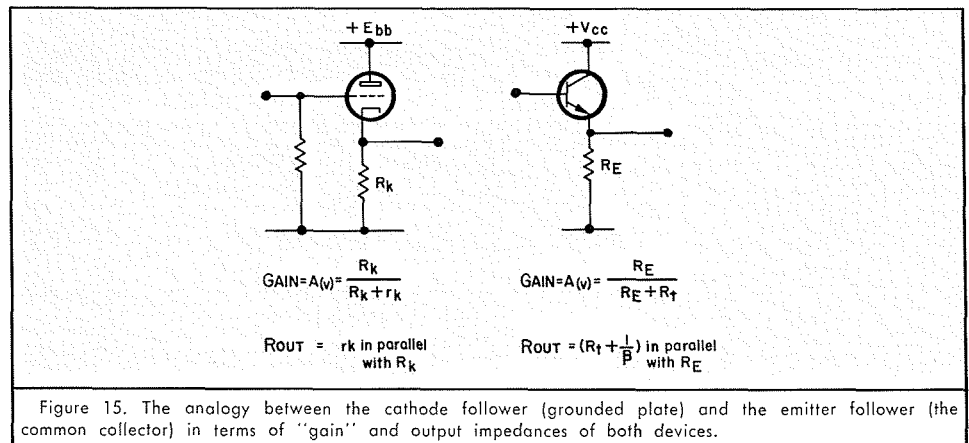 +Ebb
+Vcc
Rk
RE
GAIN=A(v)= Rk / Rk+rk
GAIN=A(v)= RE / RE+Rt
ROUT = rk in parallel
with Rk
ROUT =(Rt+1/β) in parallel
with RE
Figure 15. The analogy between the cathode follower (grounded plate) and the emitter follower (the
common collector) in terms of "gain" and output impedances of both devices.